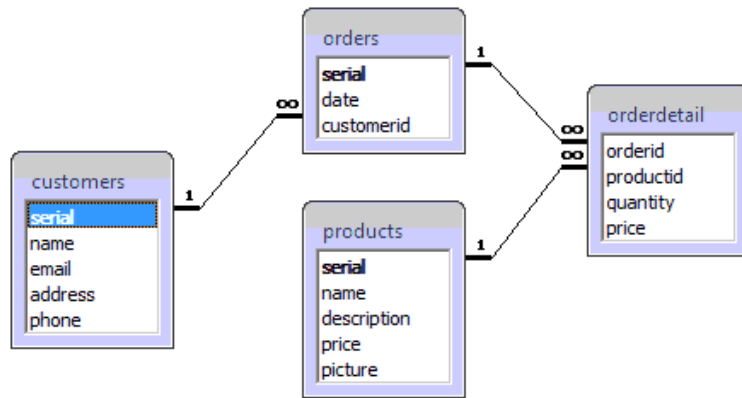 customers
serial
name
email
address
phone
1
∞
orders
serial
date
customerid
1
products
serial
name
description
price
picture
1
∞
∞
orderdetail
orderid
productid
quantity
price